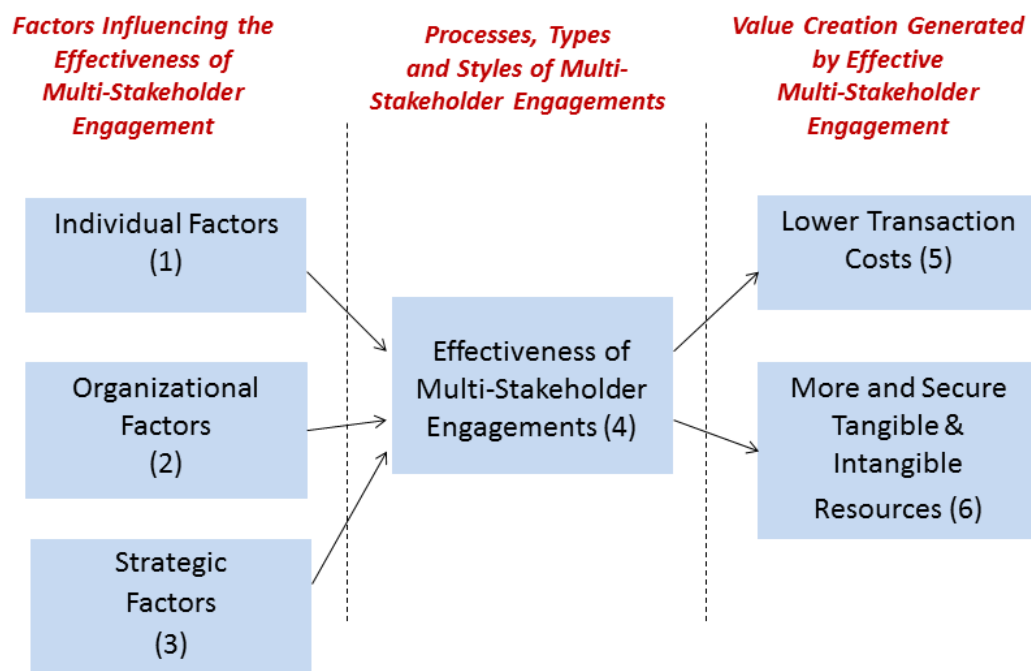 Factors Influencing the
Effectiveness of
Multi-Stakeholder
Engagement
Processes, Types
and Styles of Multi-
Stakeholder Engagements
Value Creation Generated
by Effective
Multi-Stakeholder
Engagement
Individual Factors
(1)
Organizational
Factors
(2)
Strategic
Factors
(3)
Effectiveness of
Multi-Stakeholder
Engagements (4)
Lower Transaction
Costs (5)
More and Secure
Tangible &
Intangible
Resources (6)